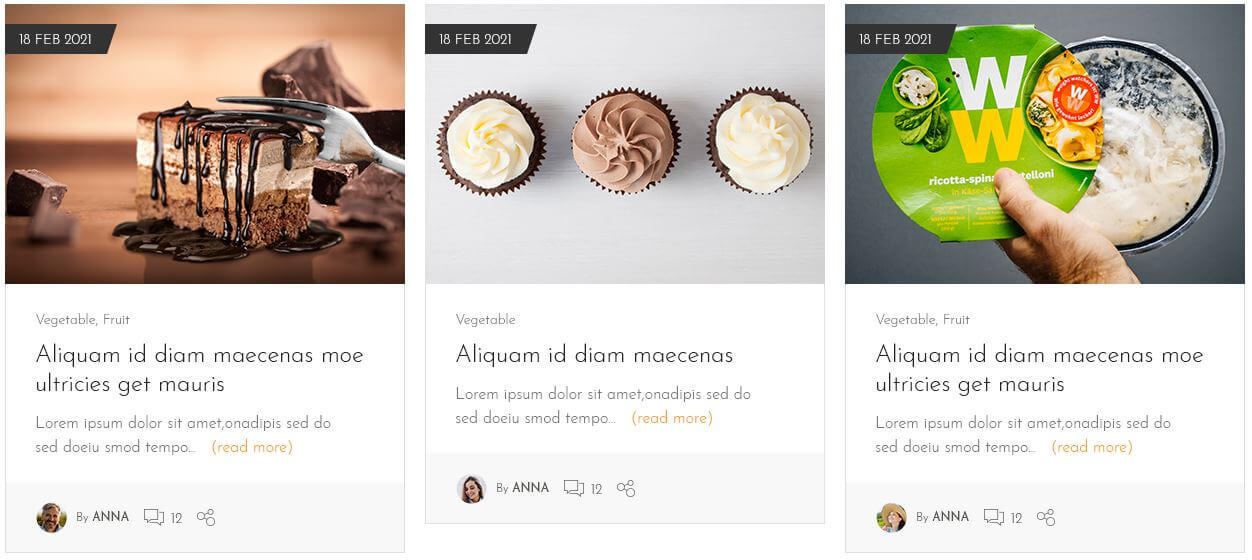 18 FEB 2021
Vegetable, Fruit
Aliquam id diam maecenas moe
ultricies get mauris
Lorem ipsum dolor sit amet,onadipis sed do
sed doeiu smod tempo... (read more)
By ANNA 12
18 FEB 2021
Vegetable
Aliquam id diam maecenas
Lorem ipsum dolor sit amet,onadipis sed do
sed doeiu smod tempo... (read more)
By ANNA 12
18 FEB 2021
W
W
ricotta-spina
telloni
Vegetable, Fruit
Aliquam id diam maecenas moe
ultricies get mauris
Lorem ipsum dolor sit amet,onadipis sed do
sed doeiu smod tempo... (read more)
By ANNA 12